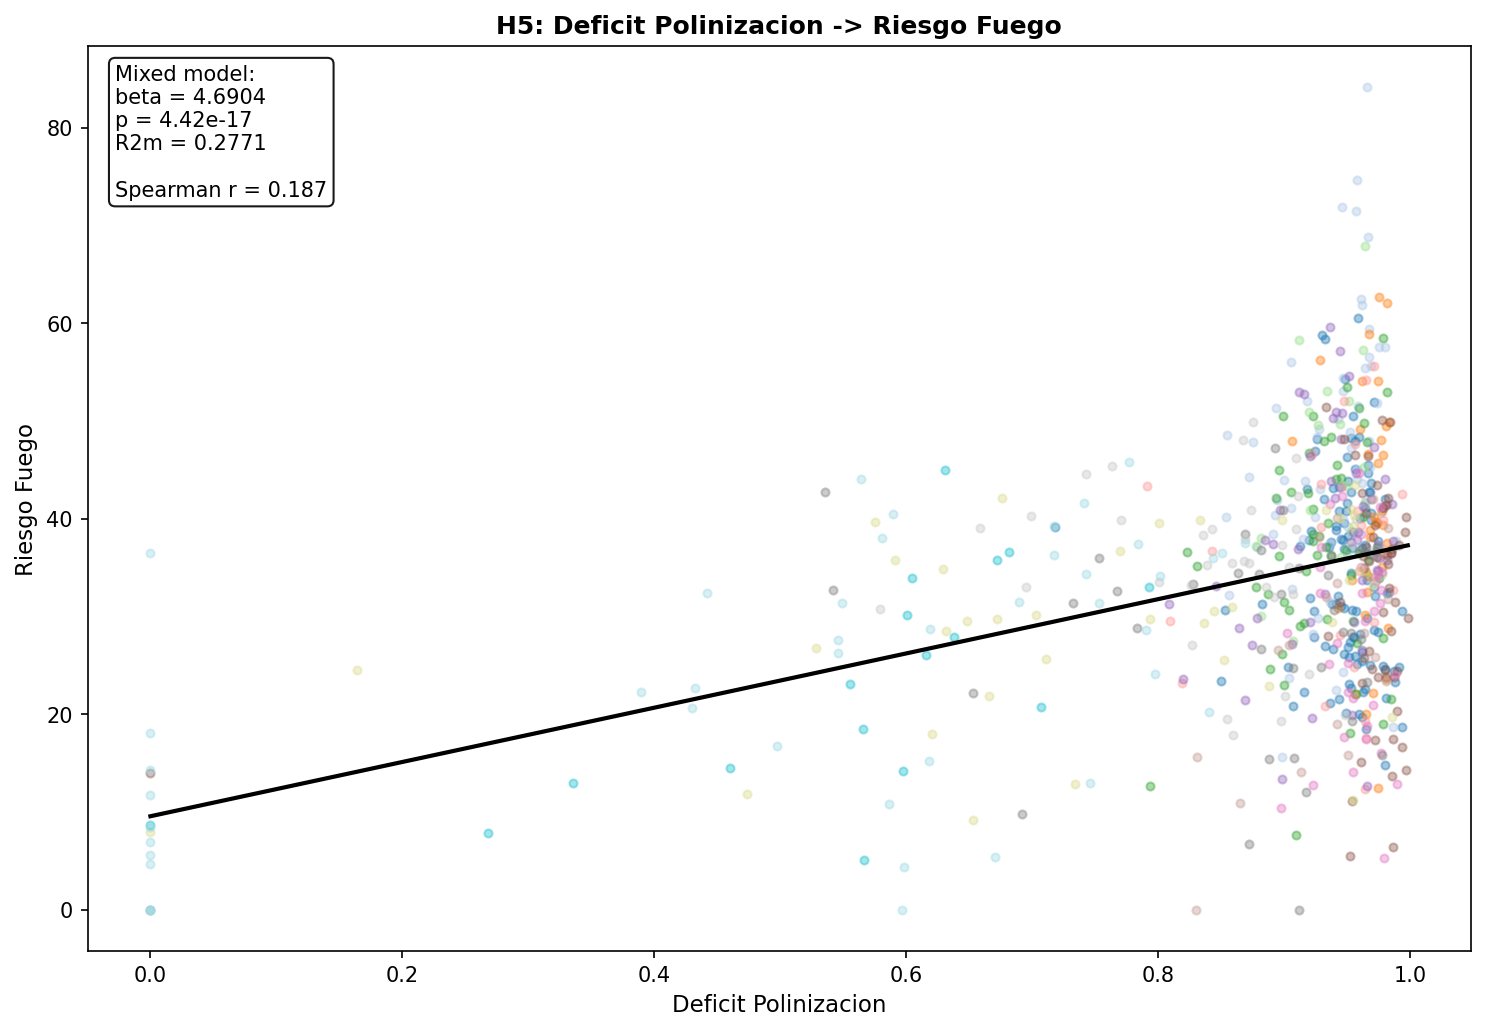 H5: Deficit Polinizacion -> Riesgo Fuego
Mixed model:
beta = 4.6904
p = 4.42e-17
R2m = 0.2771
Spearman r = 0.187
Riesgo Fuego
80
60
40
20
0
0.0
0.2
0.4
0.6
0.8
1.0
Deficit Polinizacion